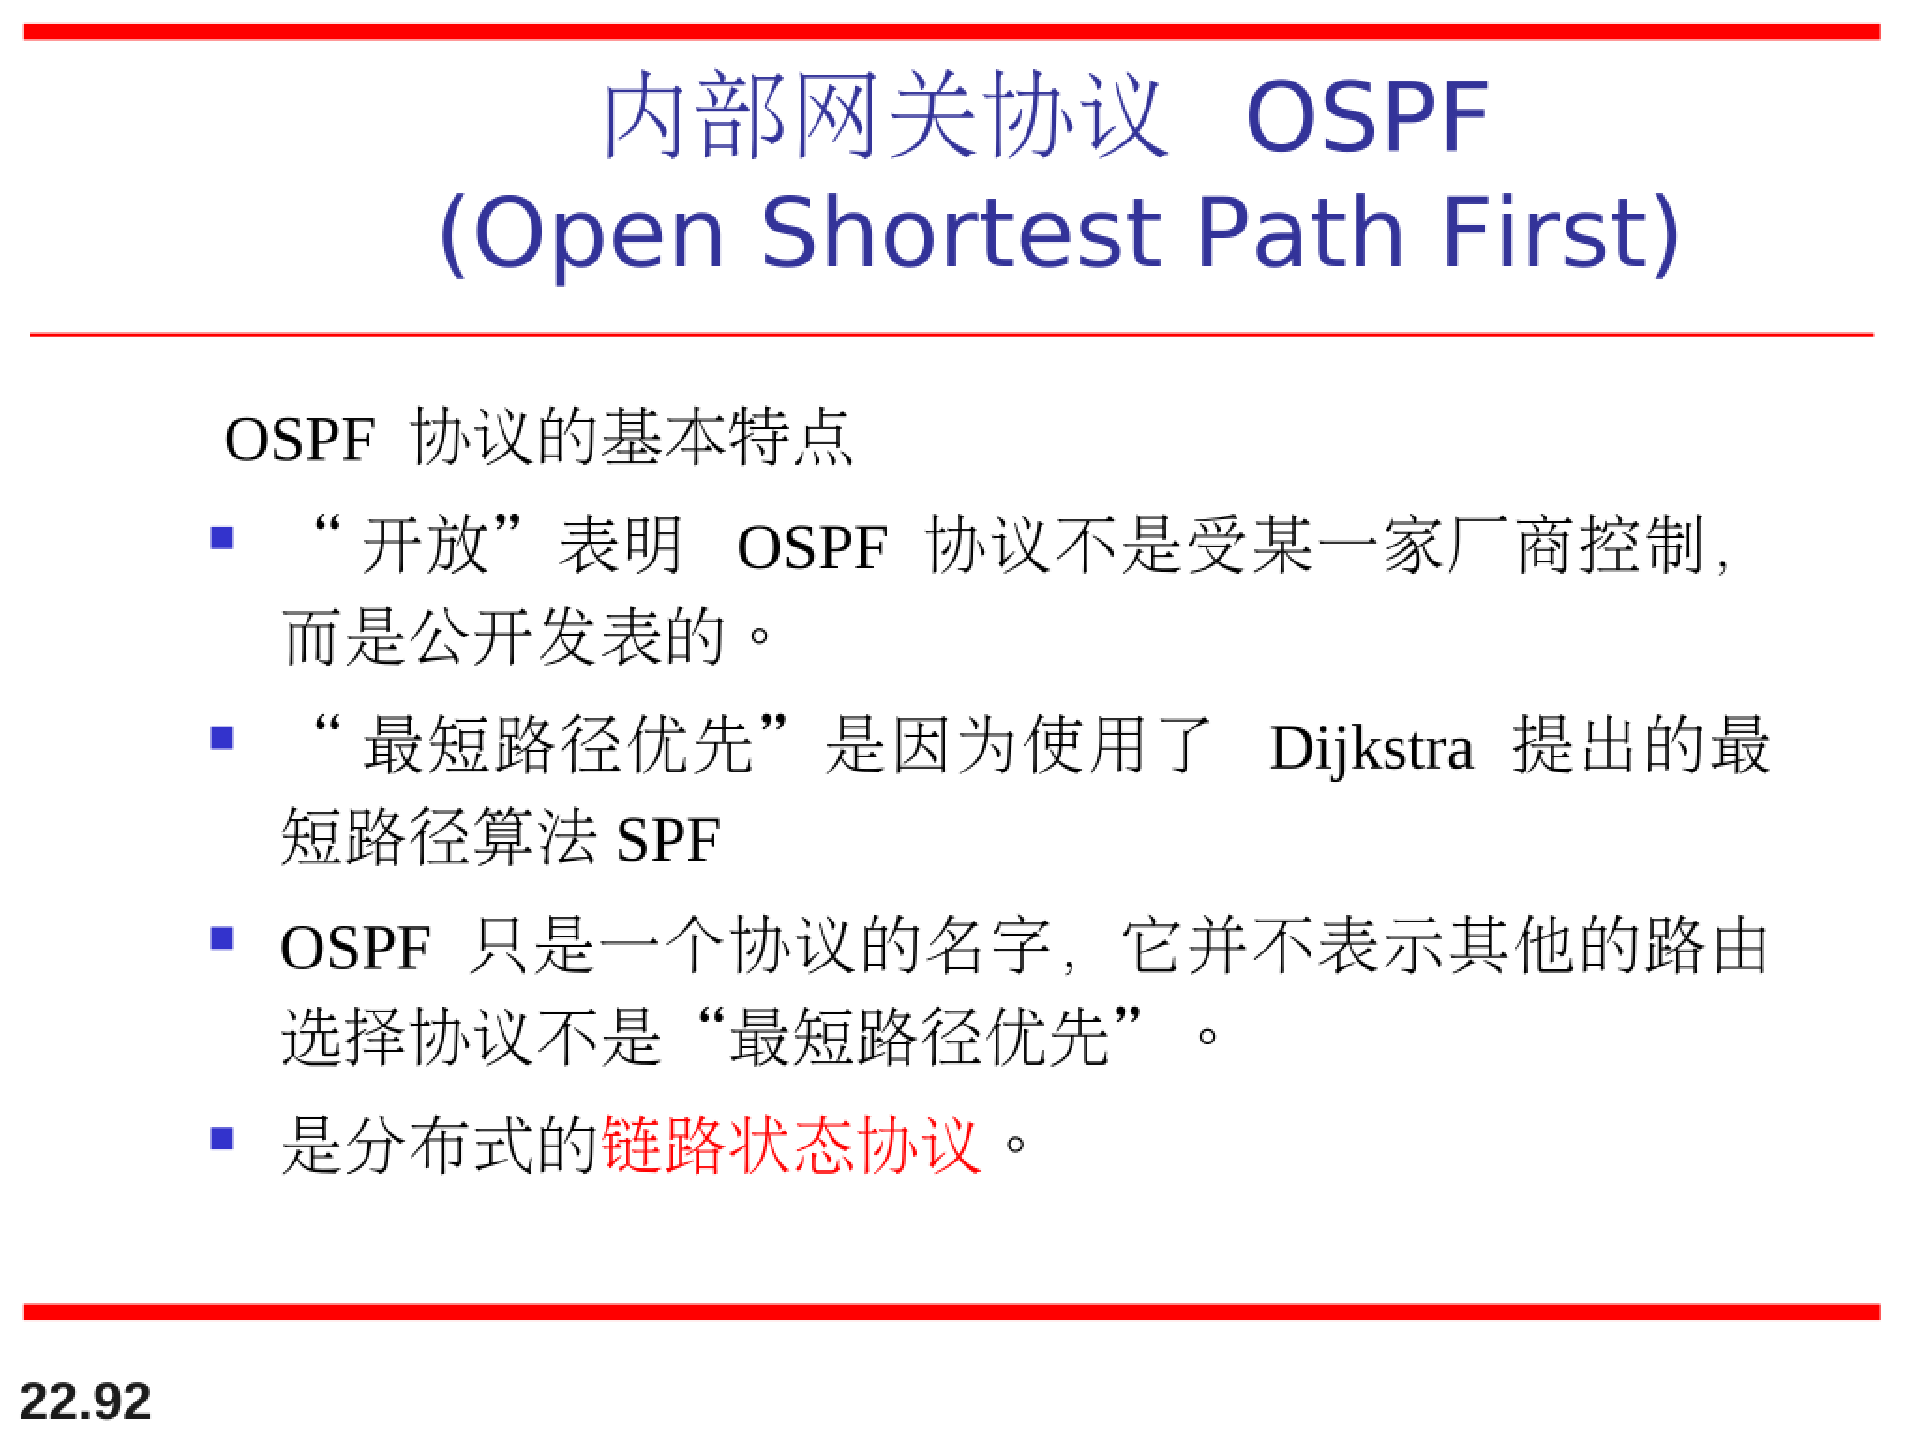 内部网关协议 OSPF
(Open Shortest Path First)
OSPF 协议的基本特点
“开放”表明 OSPF 协议不是受某一家厂商控制，
而是公开发表的。
“最短路径优先”是因为使用了 Dijkstra 提出的最
短路径算法SPF
OSPF 只是一个协议的名字，它并不表示其他的路由
选择协议不是“最短路径优先”。
是分布式的链路状态协议。
22.92